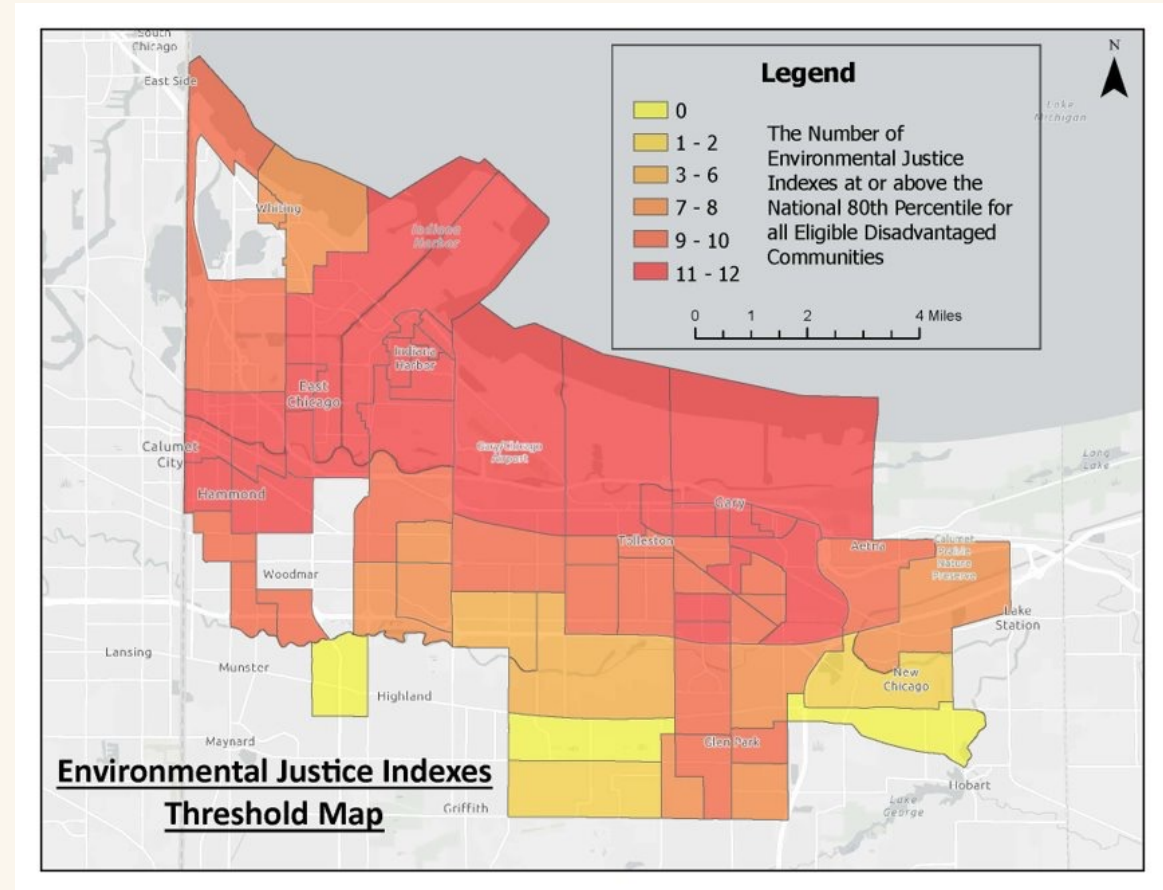 South
Chicago
East Side
N
Legend
0
1 - 2
3 - 6
7 - 8
9 - 10
11 - 12
The Number of
Environmental Justice
Indexes at or above the
National 80th Percentile for
all Eligible Disadvantaged
Communities
0 1 2 4 Miles
Lake
Michigan
Whiting
Indiana
Harbor
Indiana
Harbor
East
Chicago
Calumet
City
Gary/Chicago
Airport
Long
Lake
Hammond
Gary
Tolleston
Aetna
Calumet
Prairie
Nature
Preserve
Woodmar
Lake
Station
Lansing
Munster
Highland
New
Chicago
Maynard
Glen Park
Environmental Justice Indexes
Threshold Map
Griffith
Hobart
Lake
George